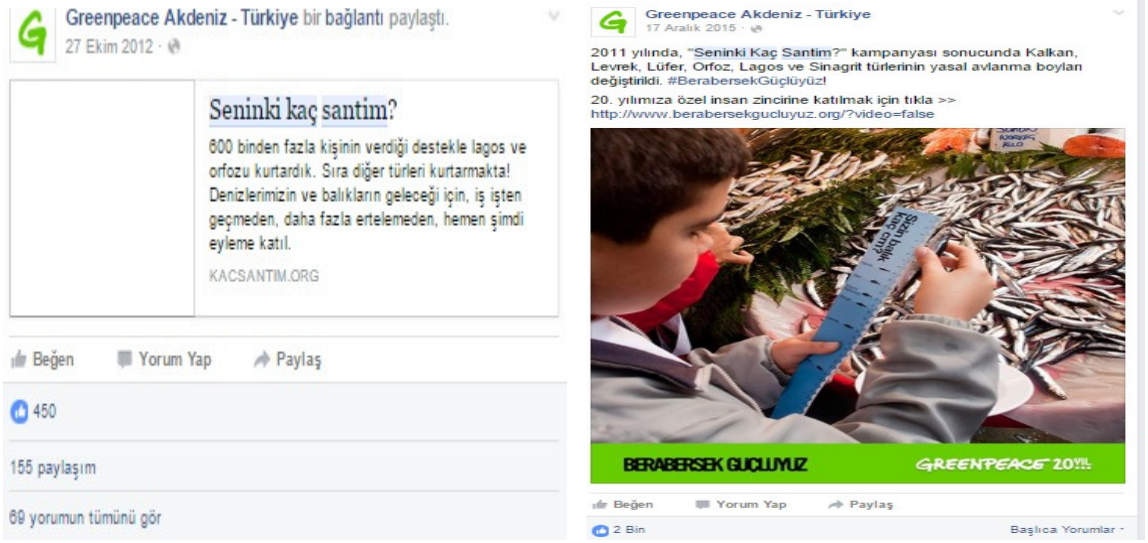 Greenpeace Akdeniz - Türkiye bir bağlantı paylaştı.
27 Ekim 2012 ·
Seninki kaç santim?
600 binden fazla kişinin verdiği destekle lagos ve
orfozu kurtardık. Sıra diğer türleri kurtarmakta!
Denizlerimizin ve balıkların geleceği için, iş işten
geçmeden, daha fazla ertelemeden, hemen şimdi
eyleme katıl.
KACSANTIM.ORG
Beğen Yorum Yap Paylaş
450
155 paylaşım
69 yorumun tümünü gör
Greenpeace Akdeniz - Türkiye
17 Aralık 2015 ·
2011 yılında, "Seninki Kaç Santim?" kampanyası sonucunda Kalkan,
Levrek, Lüfer, Orfoz, Lagos ve Sinagrit türlerinin yasal avlanma boyları
değiştirildi. #BerabersekGüçlüyüz!
20. yılımıza özel insan zincirine katılmak için tıkla >>
http://www.berabersekgucluyuz.org/?video=false
Sizin balık
kaç cm?
BERABERSEK GÜÇLÜYÜZ
GREENPEACE 20YIL
Beğen Yorum Yap Paylaş
2 Bin
Başlıca Yorumlar